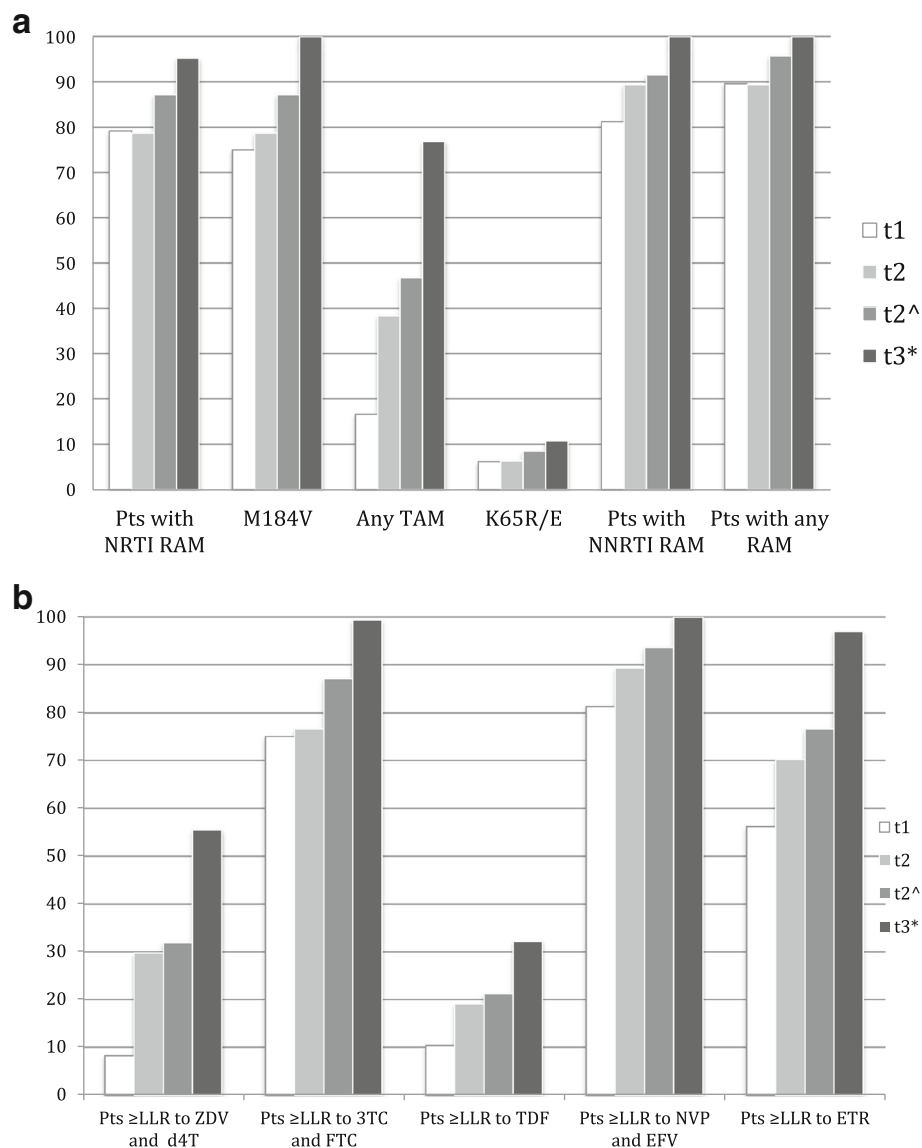 a
100
90
80
70
60
50
40
30
20
10
0
Pts with
NRTI RAM
M184V
Any TAM
K65R/E
Pts with
NNRTI RAM
Pts with any
RAM
t1
t2
t2^
t3*
b
100
90
80
70
60
50
40
30
20
10
0
Pts ≥LLR to ZDV
and d4T
Pts ≥LLR to 3TC
and FTC
Pts ≥LLR to TDF
Pts ≥LLR to NVP
and EFV
Pts ≥LLR to ETR
t1
t2
t2^
t3*